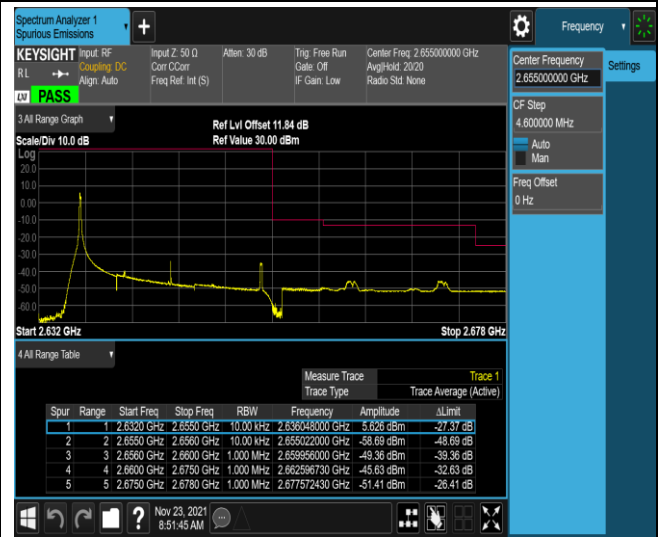 Spectrum Analyzer 1
Spurious Emissions
Frequency
KEYSIGHT Input: RF Input Z: 50 Ω Atten: 30 dB Trig: Free Run Center Freq: 2.655000000 GHz
RL Coupling: DC Corr CCorr Gate: Off Avg|Hold: 20/20
Align: Auto Freq Ref: Int (S) IF Gain: Low Radio Std: None
LXI PASS
Center Frequency
2.655000000 GHz
Settings
CF Step
4.600000 MHz
Auto
Man
Freq Offset
0 Hz
3 All Range Graph
Ref Lvl Offset 11.84 dB
Scale/Div 10.0 dB Ref Value 30.00 dBm
Log
20.0
10.0
0.00
-10.0
-20.0
-30.0
-40.0
-50.0
-60.0
Start 2.632 GHz Stop 2.678 GHz
4 All Range Table
Measure Trace Trace 1
Trace Type Trace Average (Active)
Spur Range Start Freq Stop Freq RBW Frequency Amplitude ΔLimit
1 1 2.6320 GHz 2.6550 GHz 10.00 kHz 2.636048000 GHz 5.626 dBm -27.37 dB
2 2 2.6550 GHz 2.6560 GHz 10.00 kHz 2.655022000 GHz -58.69 dBm -48.69 dB
3 3 2.6560 GHz 2.6600 GHz 1.000 MHz 2.659956000 GHz -49.36 dBm -39.36 dB
4 4 2.6600 GHz 2.6750 GHz 1.000 MHz 2.662596730 GHz -45.63 dBm -32.63 dB
5 5 2.6750 GHz 2.6780 GHz 1.000 MHz 2.677572430 GHz -51.41 dBm -26.41 dB
Nov 23, 2021
8:51:45 AM